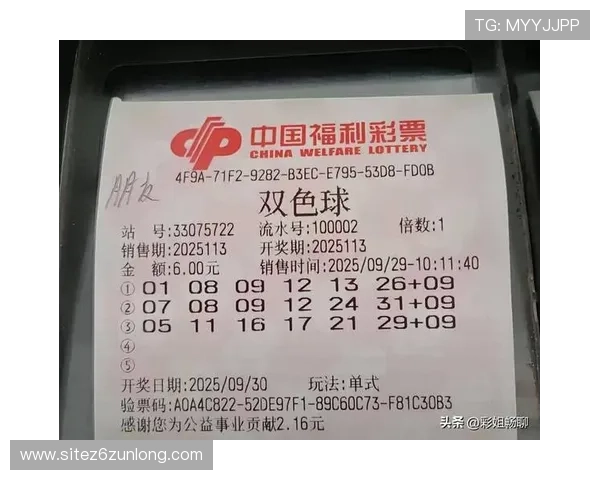 TG: MYYJJPP
中国福利彩票
CHINA WELFARE LOTTERY
4F9A-71F2-9282-B3EC-E795-53D8-FD0B
朋友
双色球
站 号:33075722 流水号:100002 倍数:1
销售期:2025113 开奖期:2025113
金 额:6.00元 销售时间:2025/09/29-10:11:40
① 01 08 09 12 13 26+09
② 07 08 09 12 24 31+09
③ 05 11 16 17 21 29+09
④
⑤
开奖日期:2025/09/30 玩法:单式
验票码:A0A4C822-52DE97F1-89C60C73-F81C30B3
感谢您为公益事业贡献2.16元
头条 @彩姐畅聊
www.sitez6zunlong.com